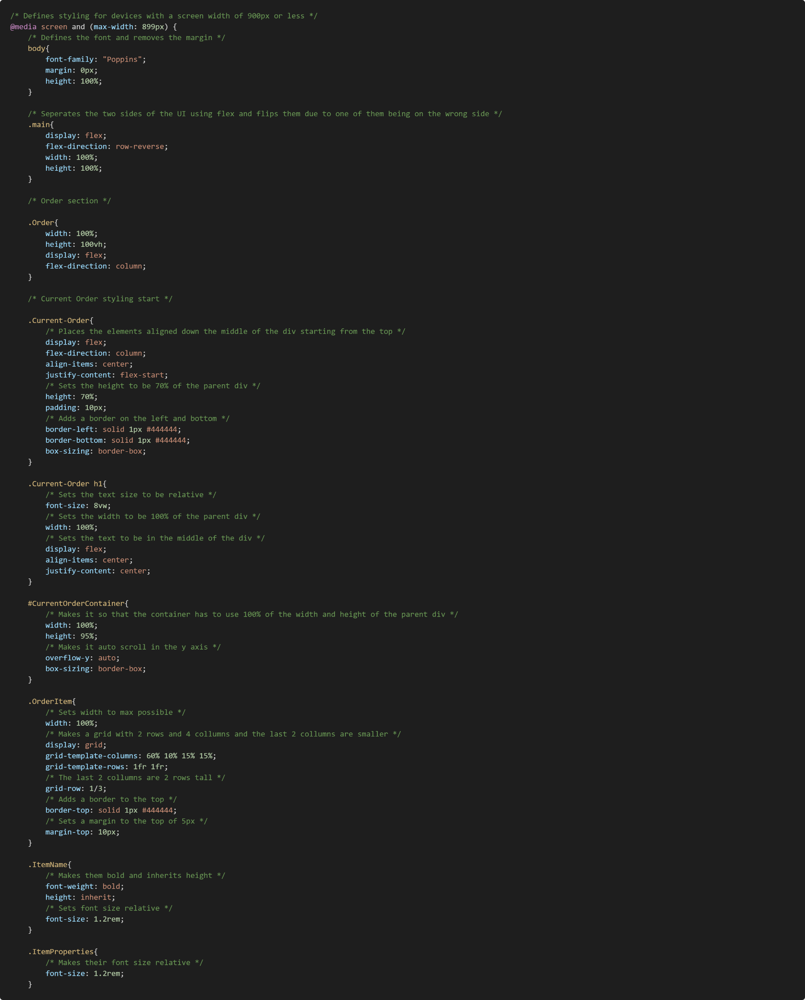 /* Defines styling for devices with a screen width of 900px or less */
@media screen and (max-width: 899px) {
    /* Defines the font and removes the margin */
    body{
        font-family: "Poppins";
        margin: 0px;
        height: 100%;
    }

    /* Seperates the two sides of the UI using flex and flips them due to one of them being on the wrong side */
    .main{
        display: flex;
        flex-direction: row-reverse;
        width: 100%;
        height: 100%;
    }

    /* Order section */

    .Order{
        width: 100%;
        height: 100vh;
        display: flex;
        flex-direction: column;
    }

    /* Current Order styling start */

    .Current-Order{
        /* Places the elements aligned down the middle of the div starting from the top */
        display: flex;
        flex-direction: column;
        align-items: center;
        justify-content: flex-start;
        /* Sets the height to be 70% of the parent div */
        height: 70%;
        padding: 10px;
        /* Adds a border on the left and bottom */
        border-left: solid 1px #444444;
        border-bottom: solid 1px #444444;
        box-sizing: border-box;
    }

    .Current-Order h1{
        /* Sets the text size to be relative */
        font-size: 8vw;
        /* Sets the width to be 100% of the parent div */
        width: 100%;
        /* Sets the text to be in the middle of the div */
        display: flex;
        align-items: center;
        justify-content: center;
    }

    #CurrentOrderContainer{
        /* Makes it so that the container has to use 100% of the width and height of the parent div */
        width: 100%;
        height: 95%;
        /* Makes it auto scroll in the y axis */
        overflow-y: auto;
        box-sizing: border-box;
    }

    .OrderItem{
        /* Sets width to max possible */
        width: 100%;
        /* Makes a grid with 2 rows and 4 collumns and the last 2 collumns are smaller */
        display: grid;
        grid-template-columns: 60% 10% 15% 15%;
        grid-template-rows: 1fr 1fr;
        /* The last 2 collumns are 2 rows tall */
        grid-row: 1/3;
        /* Adds a border to the top */
        border-top: solid 1px #444444;
        /* Sets a margin to the top of 5px */
        margin-top: 10px;
    }

    .ItemName{
        /* Makes them bold and inherits height */
        font-weight: bold;
        height: inherit;
        /* Sets font size relative */
        font-size: 1.2rem;
    }

    .ItemProperties{
        /* Makes their font size relative */
        font-size: 1.2rem;
    }